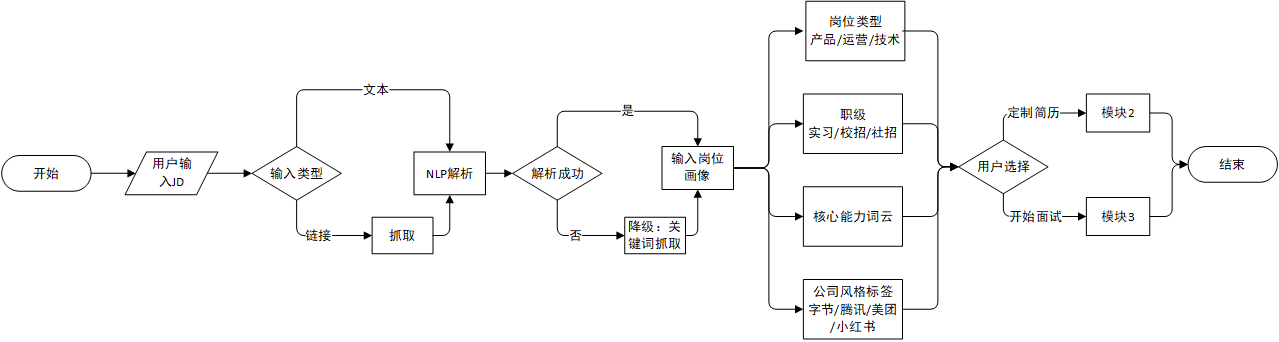 开始
用户输
入JD
输入类型
文本
链接
抓取
NLP解析
解析成功
是
否
降级：关
键词抓取
输入岗位
画像
岗位类型
产品/运营/技术
职级
实习/校招/社招
核心能力词云
公司风格标签
字节/腾讯/美团
/小红书
用户选择
定制简历
模块2
开始面试
模块3
结束